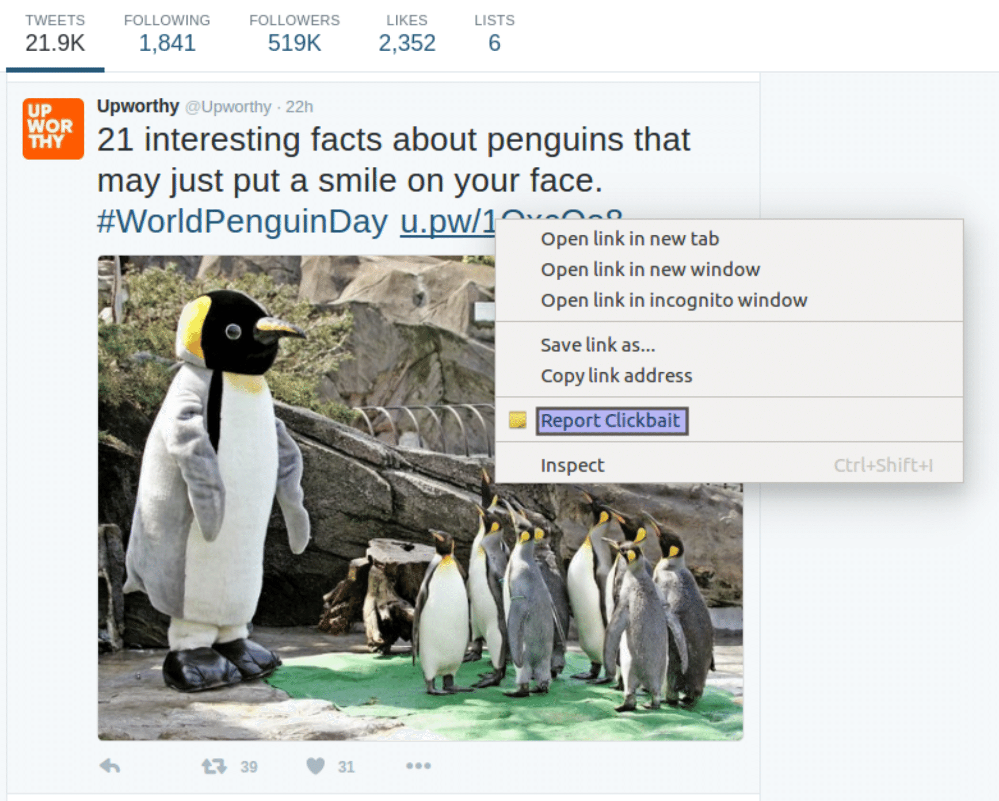 TWEETS FOLLOWING FOLLOWERS LIKES LISTS
21.9K 1,841 519K 2,352 6
UP
WOR
THY
Upworthy @Upworthy · 22h
21 interesting facts about penguins that
may just put a smile on your face.
#WorldPenguinDay u.pw/1
Open link in new tab
Open link in new window
Open link in incognito window
Save link as...
Copy link address
Report Clickbait
Inspect Ctrl+Shift+I
39 31